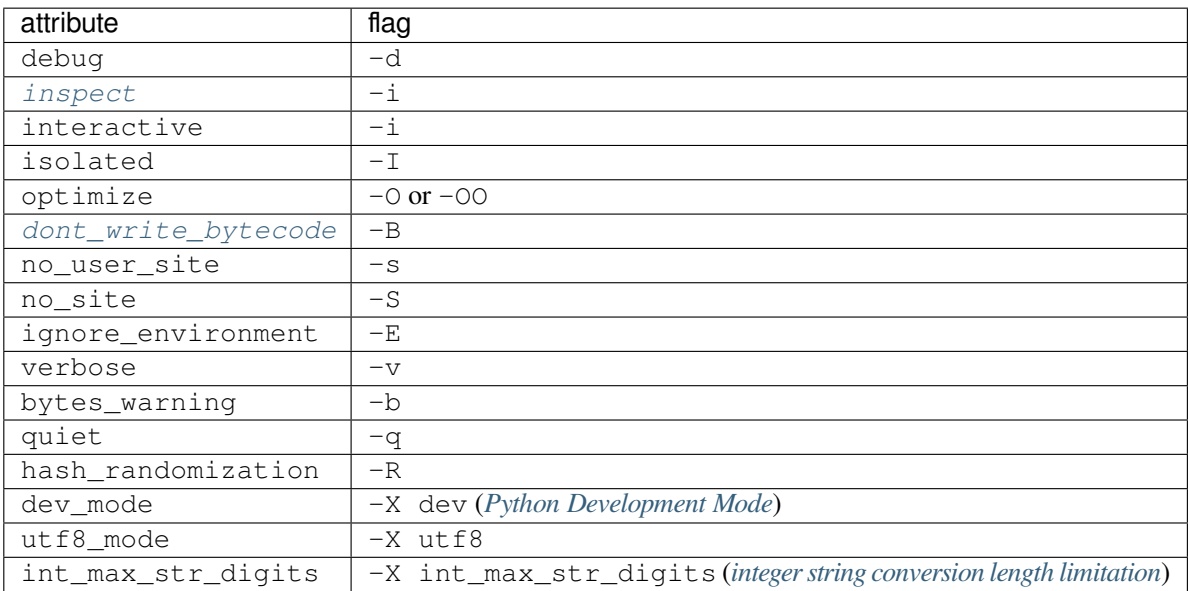 attribute flag
debug -d
inspect -i
interactive -i
isolated -I
optimize -O or -OO
dont_write_bytecode -B
no_user_site -s
no_site -S
ignore_environment -E
verbose -v
bytes_warning -b
quiet -q
hash_randomization -R
dev_mode -X dev (Python Development Mode)
utf8_mode -X utf8
int_max_str_digits -X int_max_str_digits (integer string conversion length limitation)